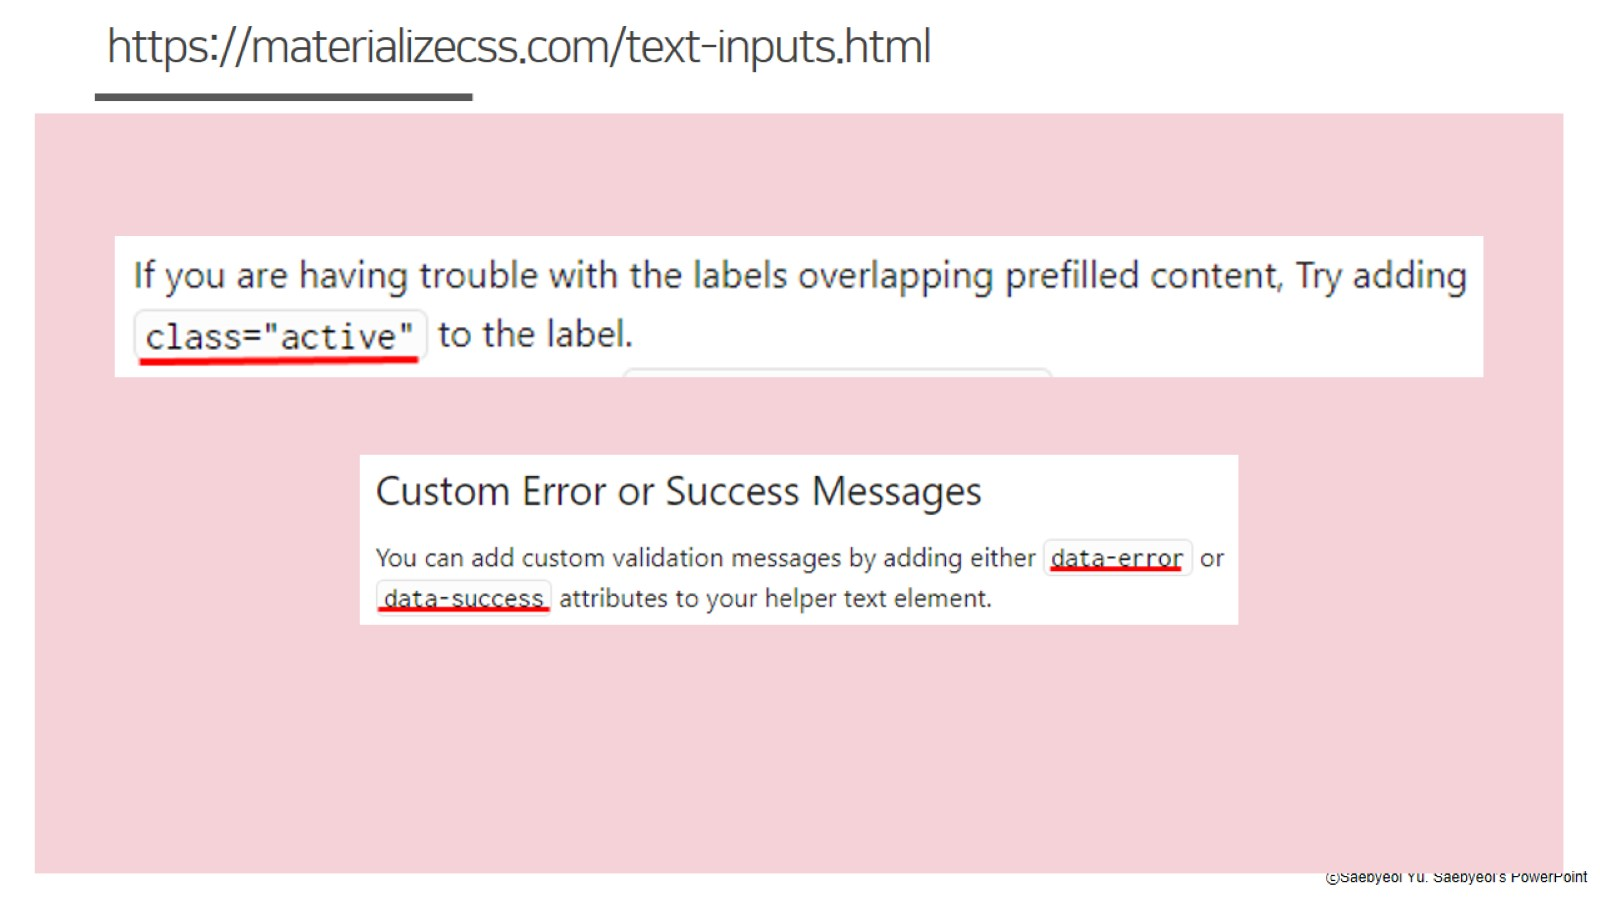 https://materializecss.com/text-inputs.html
If you are having trouble with the labels overlapping prefilled content, Try adding
class="active" to the label.
Custom Error or Success Messages
You can add custom validation messages by adding either data-error or
data-success attributes to your helper text element.
ⓒSaebyeol Yu. Saebyeol's PowerPoint